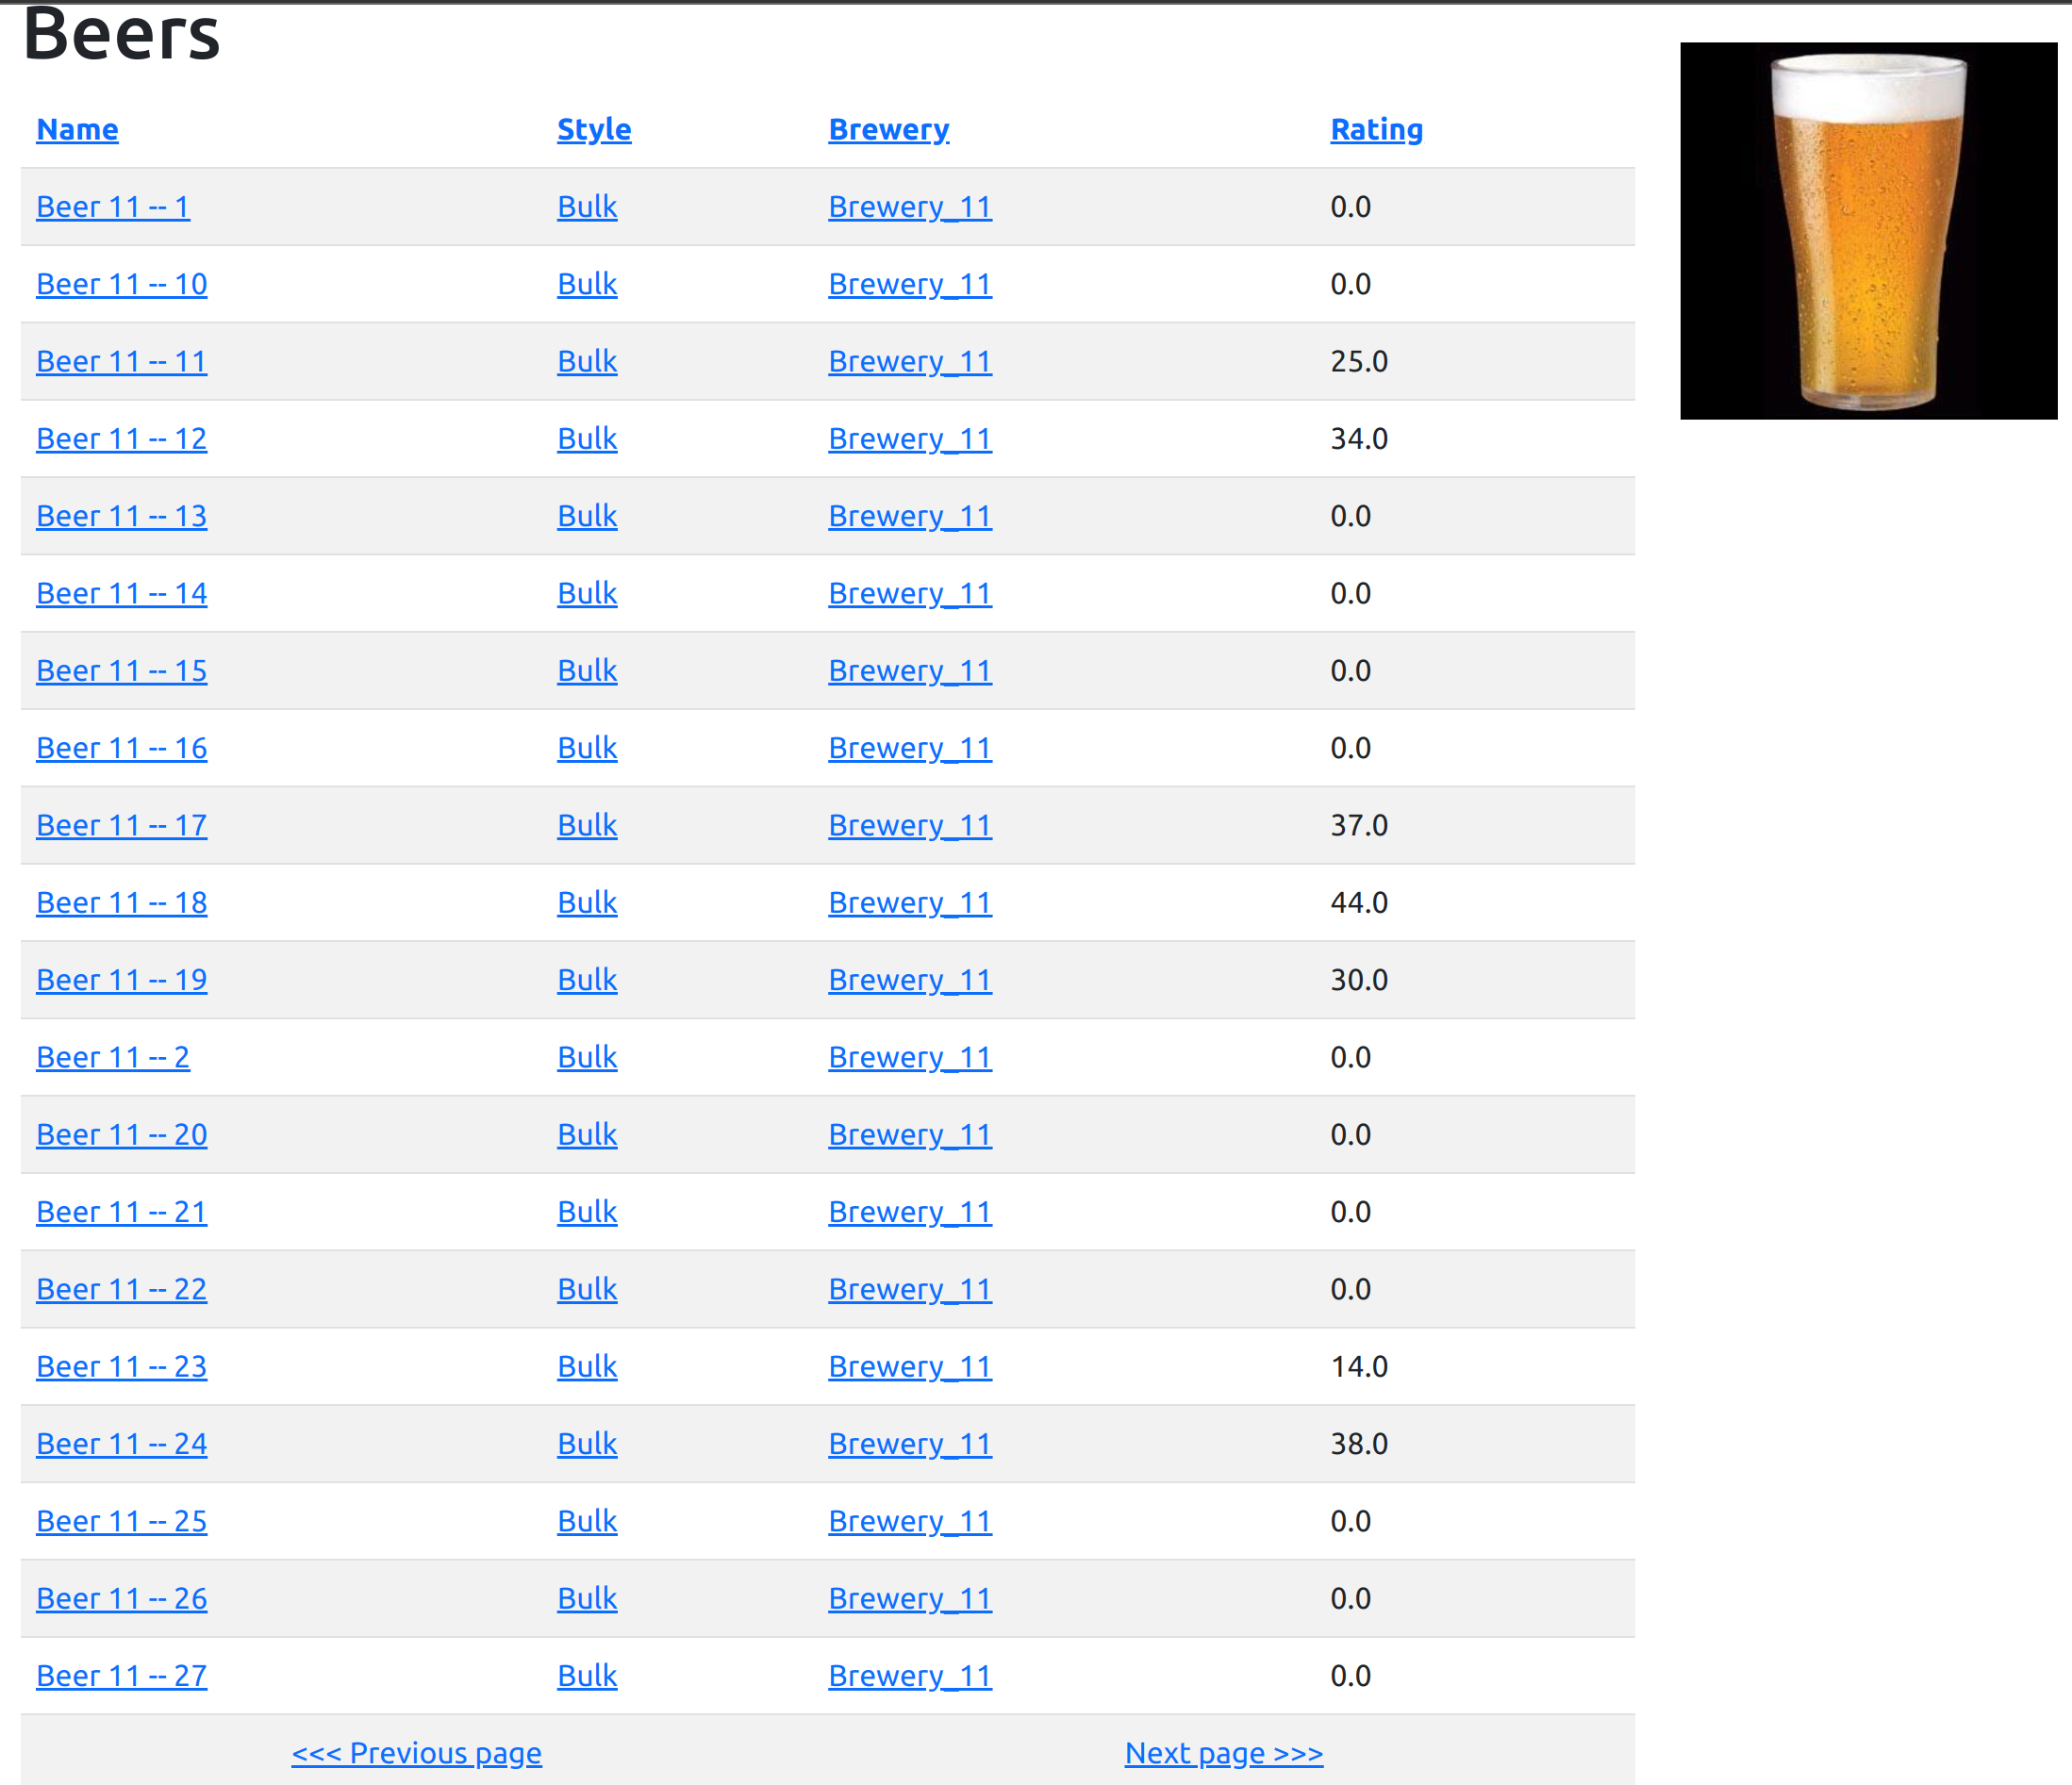 Beers
Name Style Brewery Rating
Beer 11 -- 1 Bulk Brewery_11 0.0
Beer 11 -- 10 Bulk Brewery_11 0.0
Beer 11 -- 11 Bulk Brewery_11 25.0
Beer 11 -- 12 Bulk Brewery_11 34.0
Beer 11 -- 13 Bulk Brewery_11 0.0
Beer 11 -- 14 Bulk Brewery_11 0.0
Beer 11 -- 15 Bulk Brewery_11 0.0
Beer 11 -- 16 Bulk Brewery_11 0.0
Beer 11 -- 17 Bulk Brewery_11 37.0
Beer 11 -- 18 Bulk Brewery_11 44.0
Beer 11 -- 19 Bulk Brewery_11 30.0
Beer 11 -- 2 Bulk Brewery_11 0.0
Beer 11 -- 20 Bulk Brewery_11 0.0
Beer 11 -- 21 Bulk Brewery_11 0.0
Beer 11 -- 22 Bulk Brewery_11 0.0
Beer 11 -- 23 Bulk Brewery_11 14.0
Beer 11 -- 24 Bulk Brewery_11 38.0
Beer 11 -- 25 Bulk Brewery_11 0.0
Beer 11 -- 26 Bulk Brewery_11 0.0
Beer 11 -- 27 Bulk Brewery_11 0.0
<<< Previous page Next page >>>